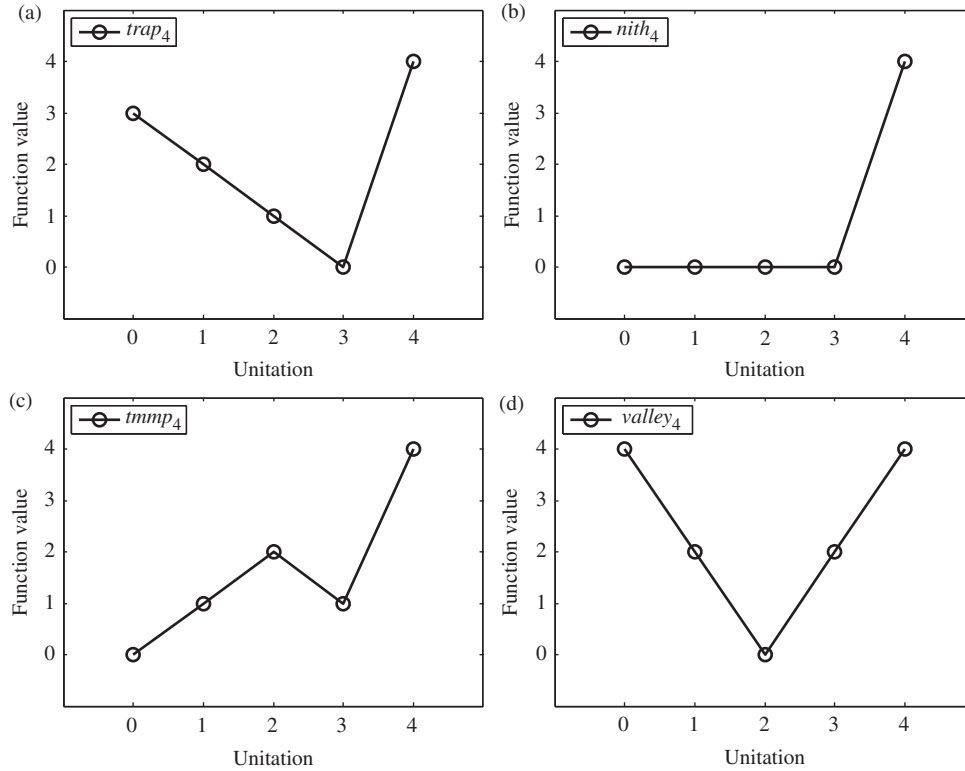 (a)
trap4
Function value
4
3
2
1
0
0 1 2 3 4
Unitation
(b)
nith4
Function value
4
3
2
1
0
0 1 2 3 4
Unitation
(c)
tmmp4
Function value
4
3
2
1
0
0 1 2 3 4
Unitation
(d)
valley4
Function value
4
3
2
1
0
0 1 2 3 4
Unitation